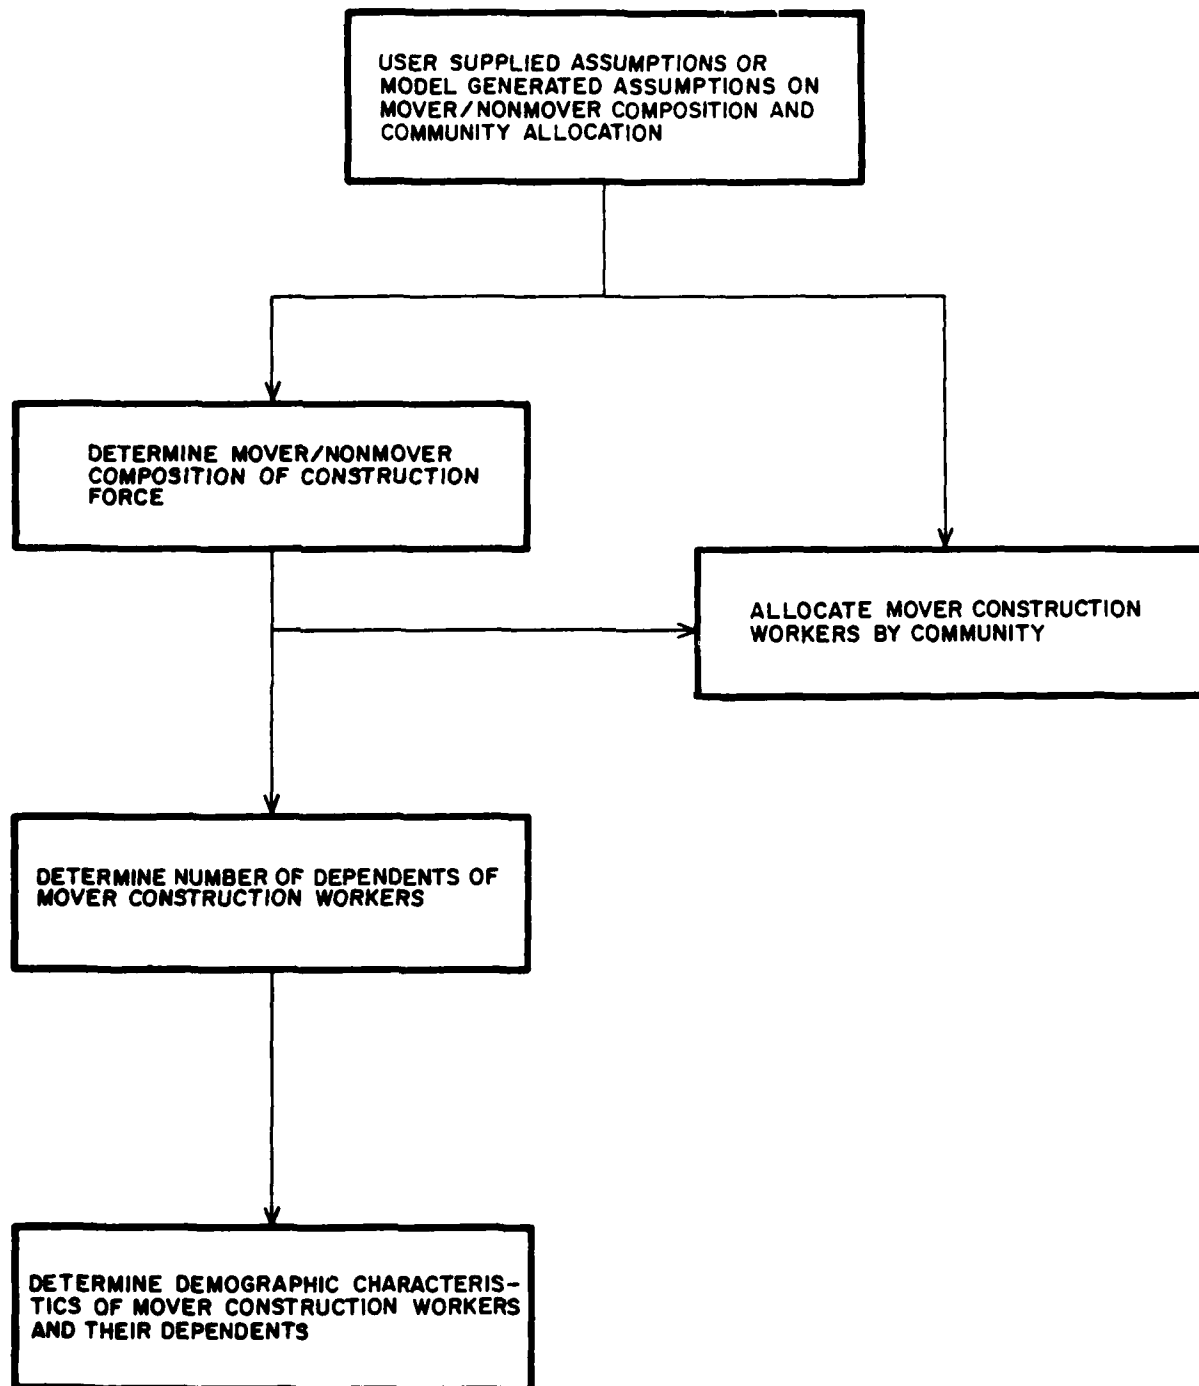 USER SUPPLIED ASSUMPTIONS OR
MODEL GENERATED ASSUMPTIONS ON
MOVER/NONMOVER COMPOSITION AND
COMMUNITY ALLOCATION
DETERMINE MOVER/NONMOVER
COMPOSITION OF CONSTRUCTION
FORCE
ALLOCATE MOVER CONSTRUCTION
WORKERS BY COMMUNITY
DETERMINE NUMBER OF DEPENDENTS OF
MOVER CONSTRUCTION WORKERS
DETERMINE DEMOGRAPHIC CHARACTERIS-
TICS OF MOVER CONSTRUCTION WORKERS
AND THEIR DEPENDENTS